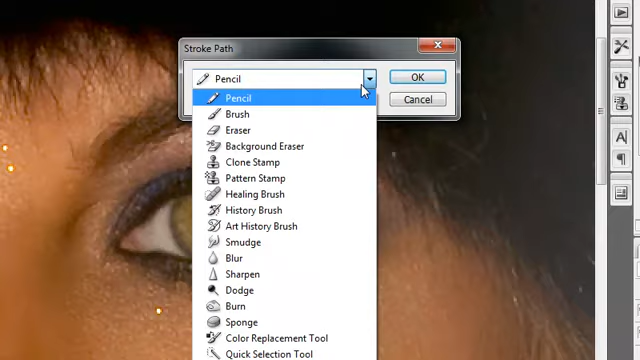 Stroke Path
Pencil
OK
Pencil
Cancel
Brush
Eraser
Background Eraser
Clone Stamp
Pattern Stamp
Healing Brush
History Brush
Art History Brush
Smudge
Blur
Sharpen
Dodge
Burn
Sponge
Color Replacement Tool
Quick Selection Tool
A